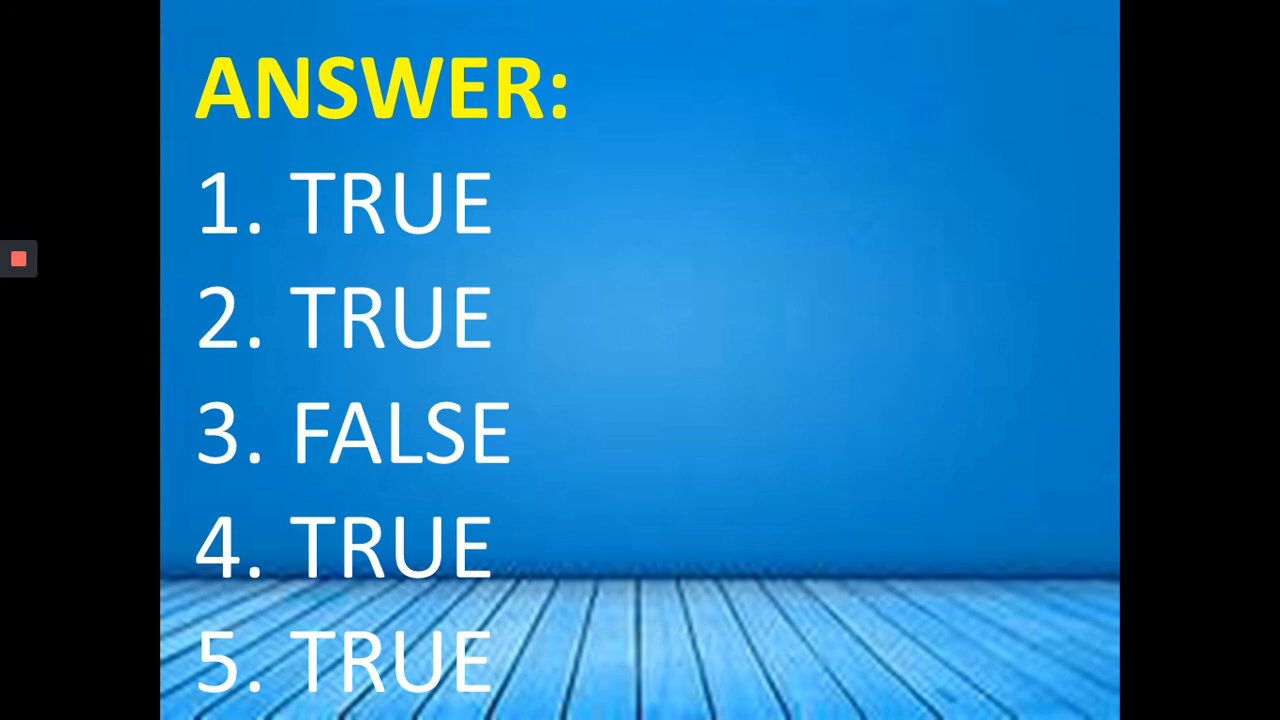 ANSWER:
1. TRUE
2. TRUE
3. FALSE
4. TRUE
5. TRUE